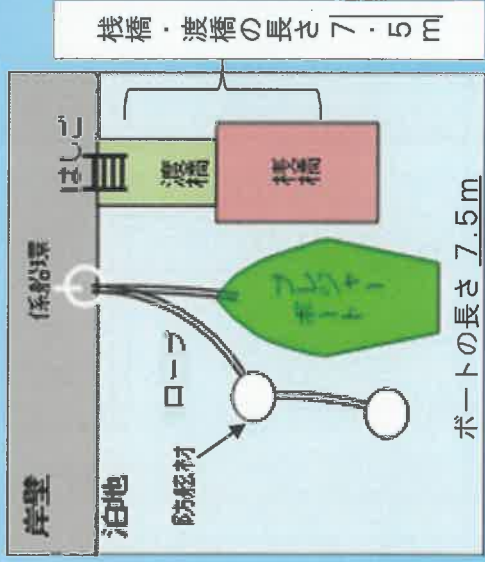 桟橋・渡橋の長さ 7.5m
岸壁
係船環
はしご
泊地
渡橋
桟橋
ロープ
プレジャー
ボート
防舷材
ボートの長さ 7.5m